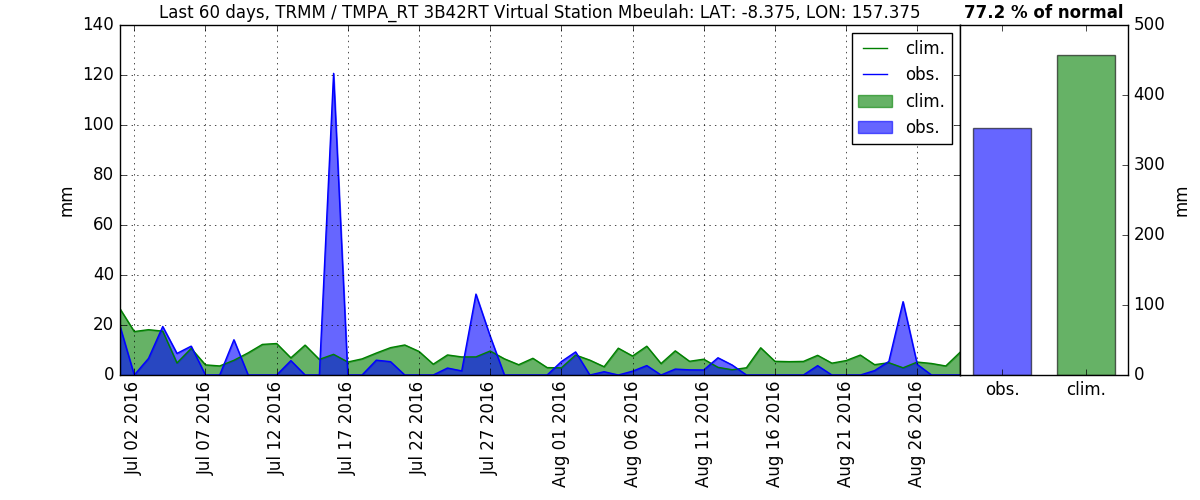 Last 60 days, TRMM / TMPA_RT 3B42RT Virtual Station Mbeulah: LAT: -8.375, LON: 157.375
77.2 % of normal
140
120
100
80
60
40
20
0
mm
clim.
obs.
clim.
obs.
500
400
300
200
100
0
mm
Jul 02 2016
Jul 07 2016
Jul 12 2016
Jul 17 2016
Jul 22 2016
Jul 27 2016
Aug 01 2016
Aug 06 2016
Aug 11 2016
Aug 16 2016
Aug 21 2016
Aug 26 2016
obs.
clim.